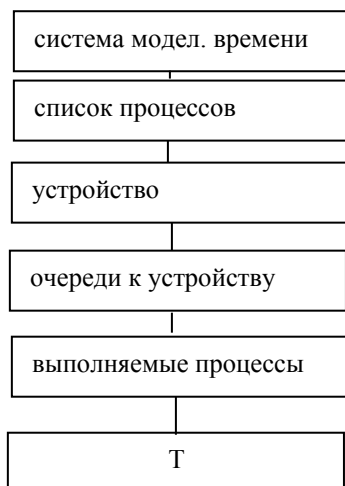 система модел. времени
список процессов
устройство
очереди к устройству
выполняемые процессы
Т